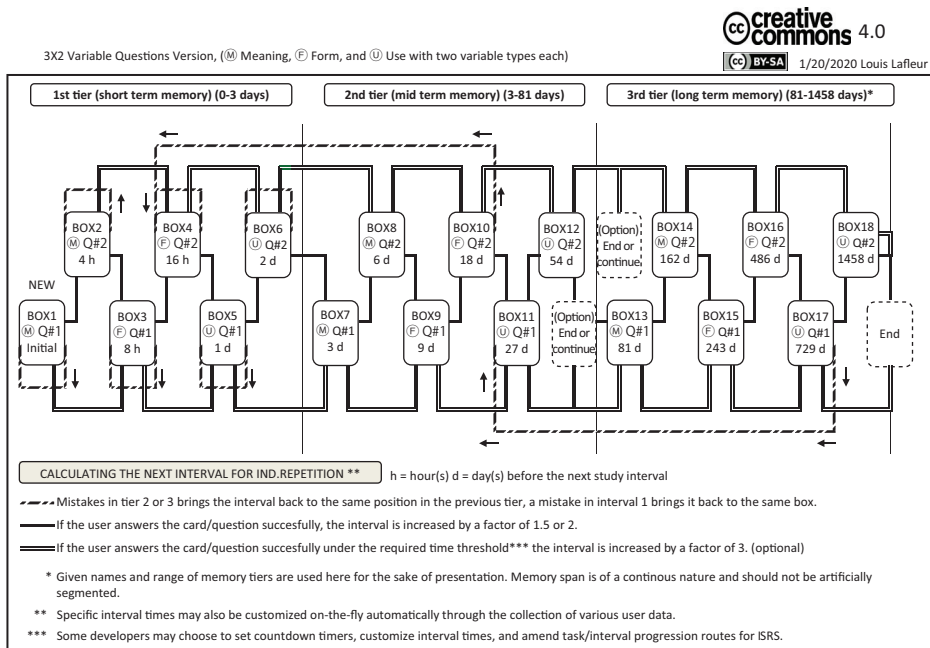 cc creative commons 4.0
3X2 Variable Questions Version, (Ⓜ Meaning, Ⓕ Form, and Ⓤ Use with two variable types each)
cc BY-SA 1/20/2020 Louis Lafleur
1st tier (short term memory) (0-3 days)
2nd tier (mid term memory) (3-81 days)
3rd tier (long term memory) (81-1458 days)*
BOX2
Ⓜ Q#2
4 h
BOX4
Ⓕ Q#2
16 h
BOX6
Ⓤ Q#2
2 d
BOX8
Ⓜ Q#2
6 d
BOX10
Ⓕ Q#2
18 d
BOX12
Ⓤ Q#2
54 d
(Option)
End or
continue
BOX14
Ⓜ Q#2
162 d
BOX16
Ⓕ Q#2
486 d
BOX18
Ⓤ Q#2
1458 d
NEW
BOX1
Ⓜ Q#1
Initial
BOX3
Ⓕ Q#1
8 h
BOX5
Ⓤ Q#1
1 d
BOX7
Ⓜ Q#1
3 d
BOX9
Ⓕ Q#1
9 d
BOX11
Ⓤ Q#1
27 d
(Option)
End or
continue
BOX13
Ⓜ Q#1
81 d
BOX15
Ⓕ Q#1
243 d
BOX17
Ⓤ Q#1
729 d
End
CALCULATING THE NEXT INTERVAL FOR IND.REPETITION **
h = hour(s) d = day(s) before the next study interval
Mistakes in tier 2 or 3 brings the interval back to the same position in the previous tier, a mistake in interval 1 brings it back to the same box.
If the user answers the card/question succesfully, the interval is increased by a factor of 1.5 or 2.
If the user answers the card/question succesfully under the required time threshold*** the interval is increased by a factor of 3. (optional)
* Given names and range of memory tiers are used here for the sake of presentation. Memory span is of a continous nature and should not be artificially
segmented.
** Specific interval times may also be customized on-the-fly automatically through the collection of various user data.
*** Some developers may choose to set countdown timers, customize interval times, and amend task/interval progression routes for ISRS.